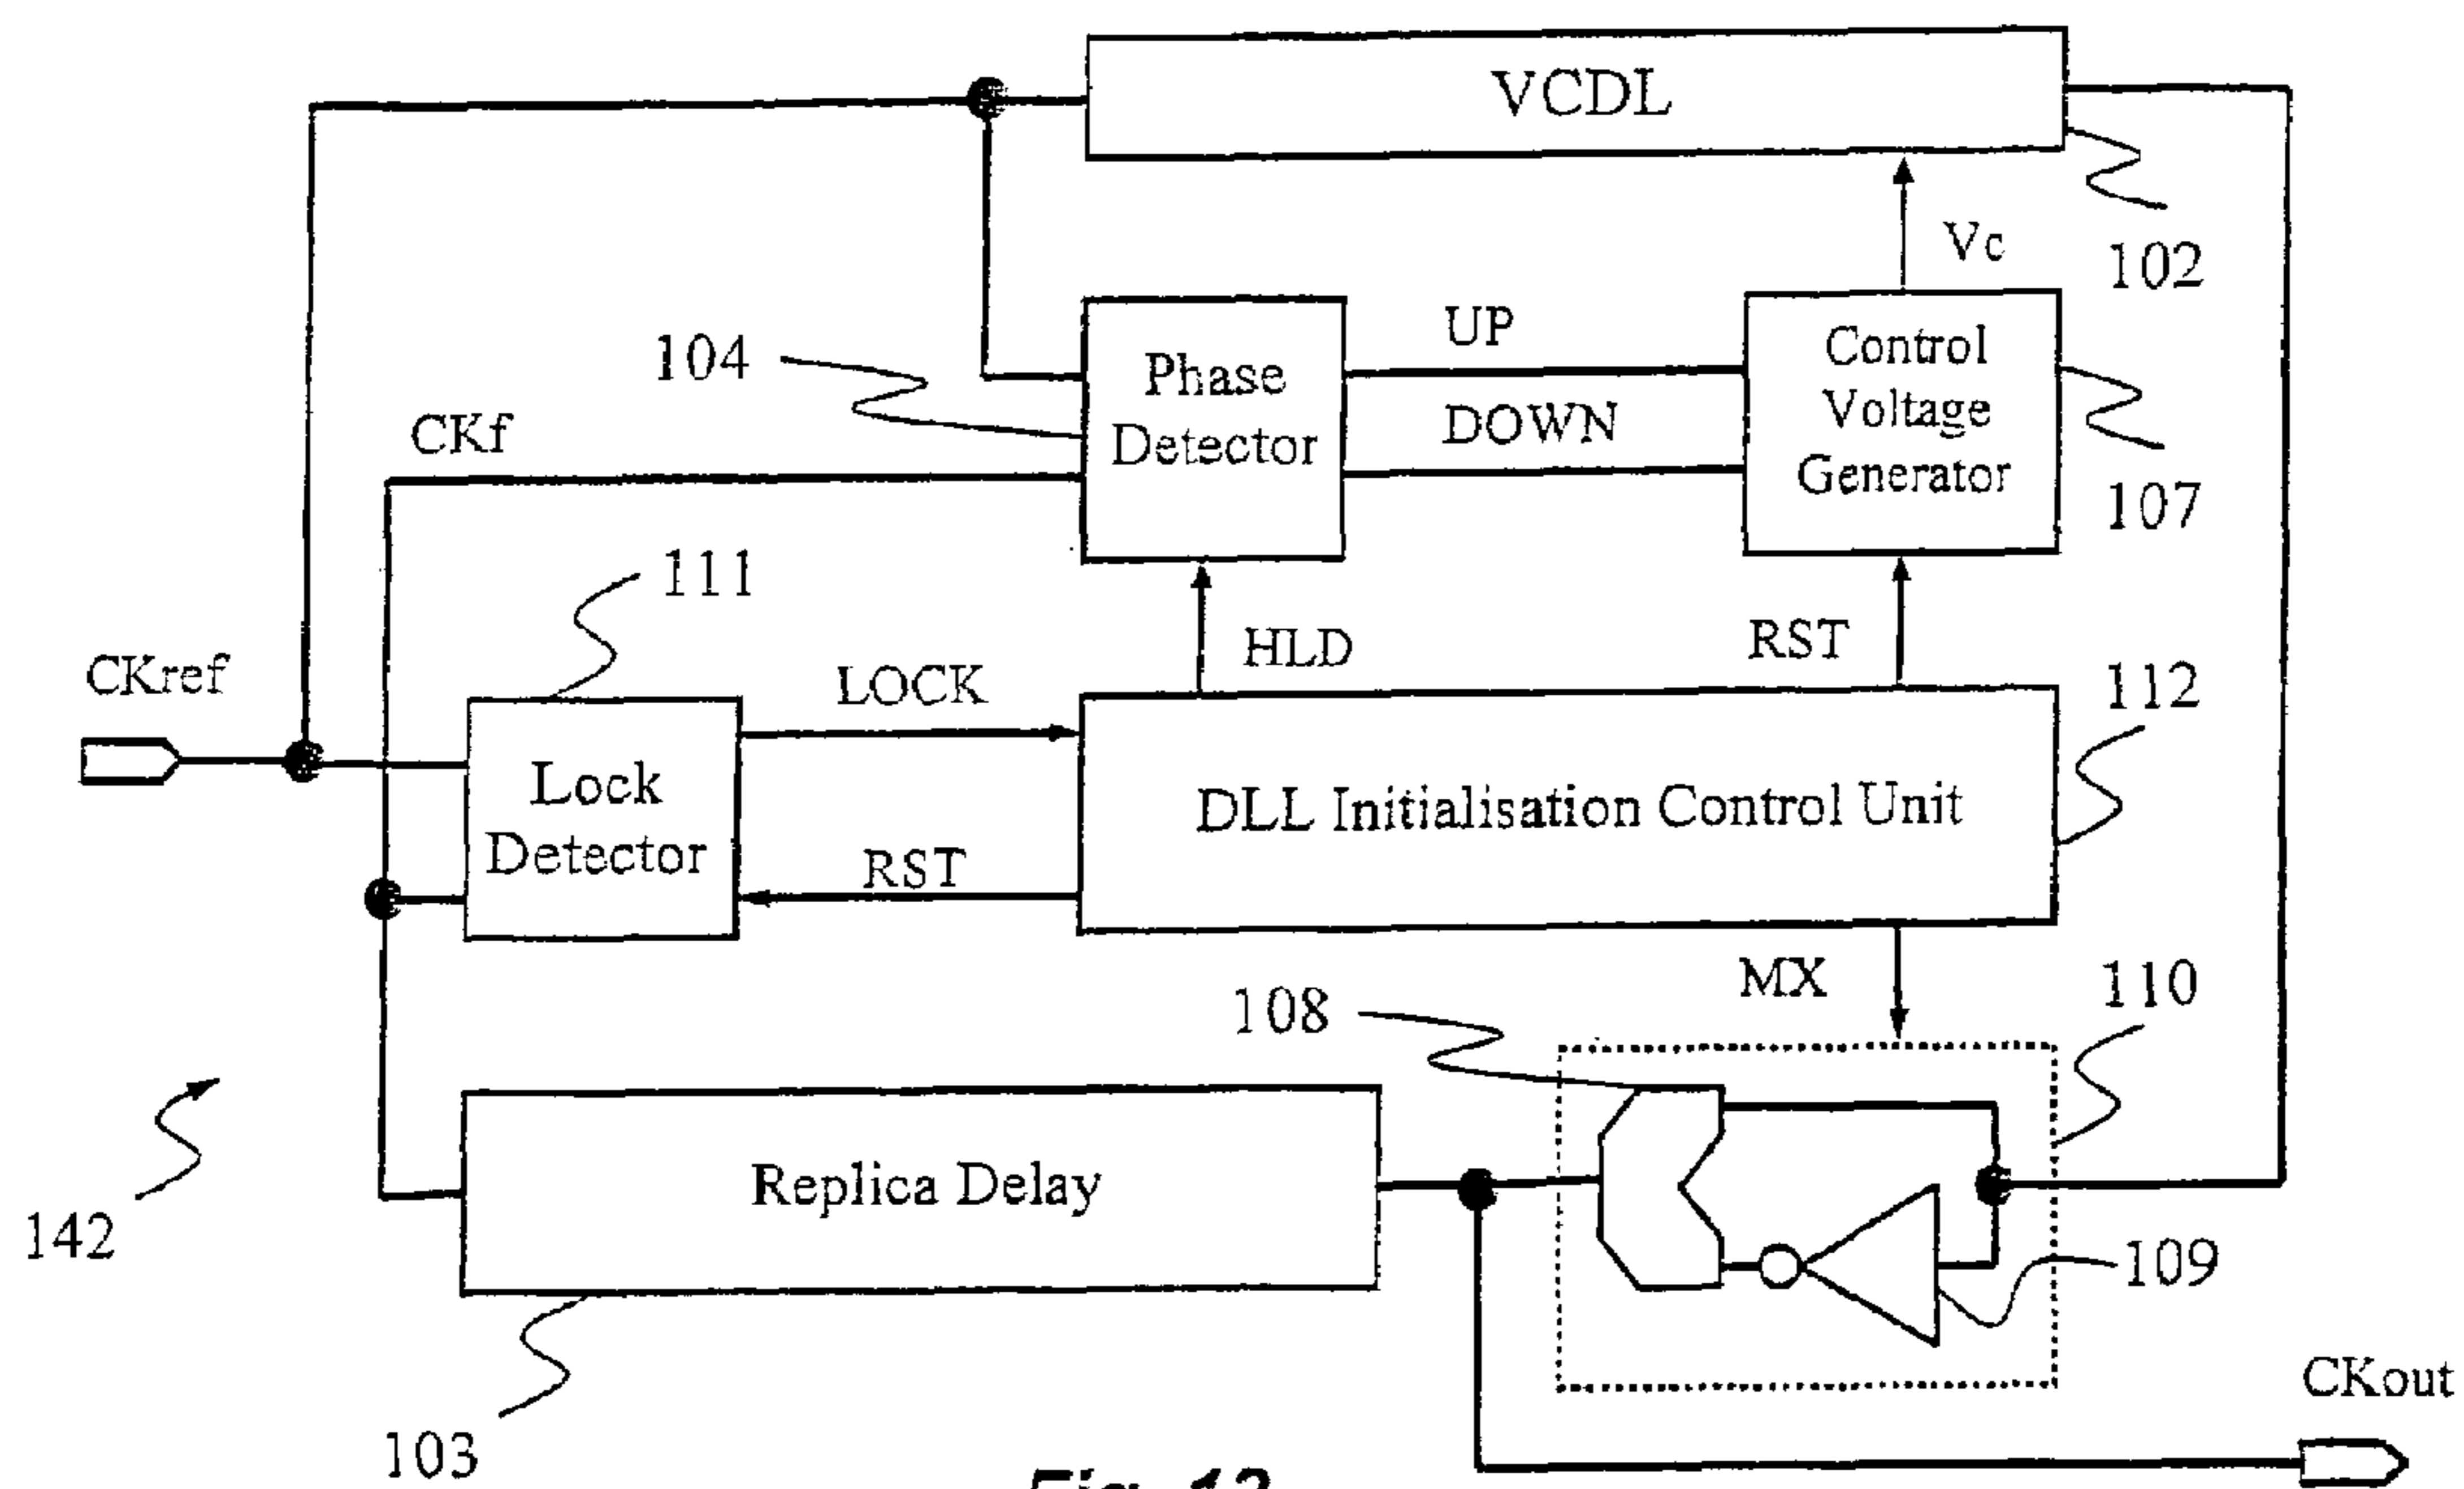 VCDL
Vc
102
104
Phase
Detector
UP
DOWN
Control
Voltage
Generator
107
CKf
111
CKref
LOCK
HLD
RST
112
Lock
Detector
RST
DLL Initialisation Control Unit
MX
110
108
142
Replica Delay
109
103
CKout